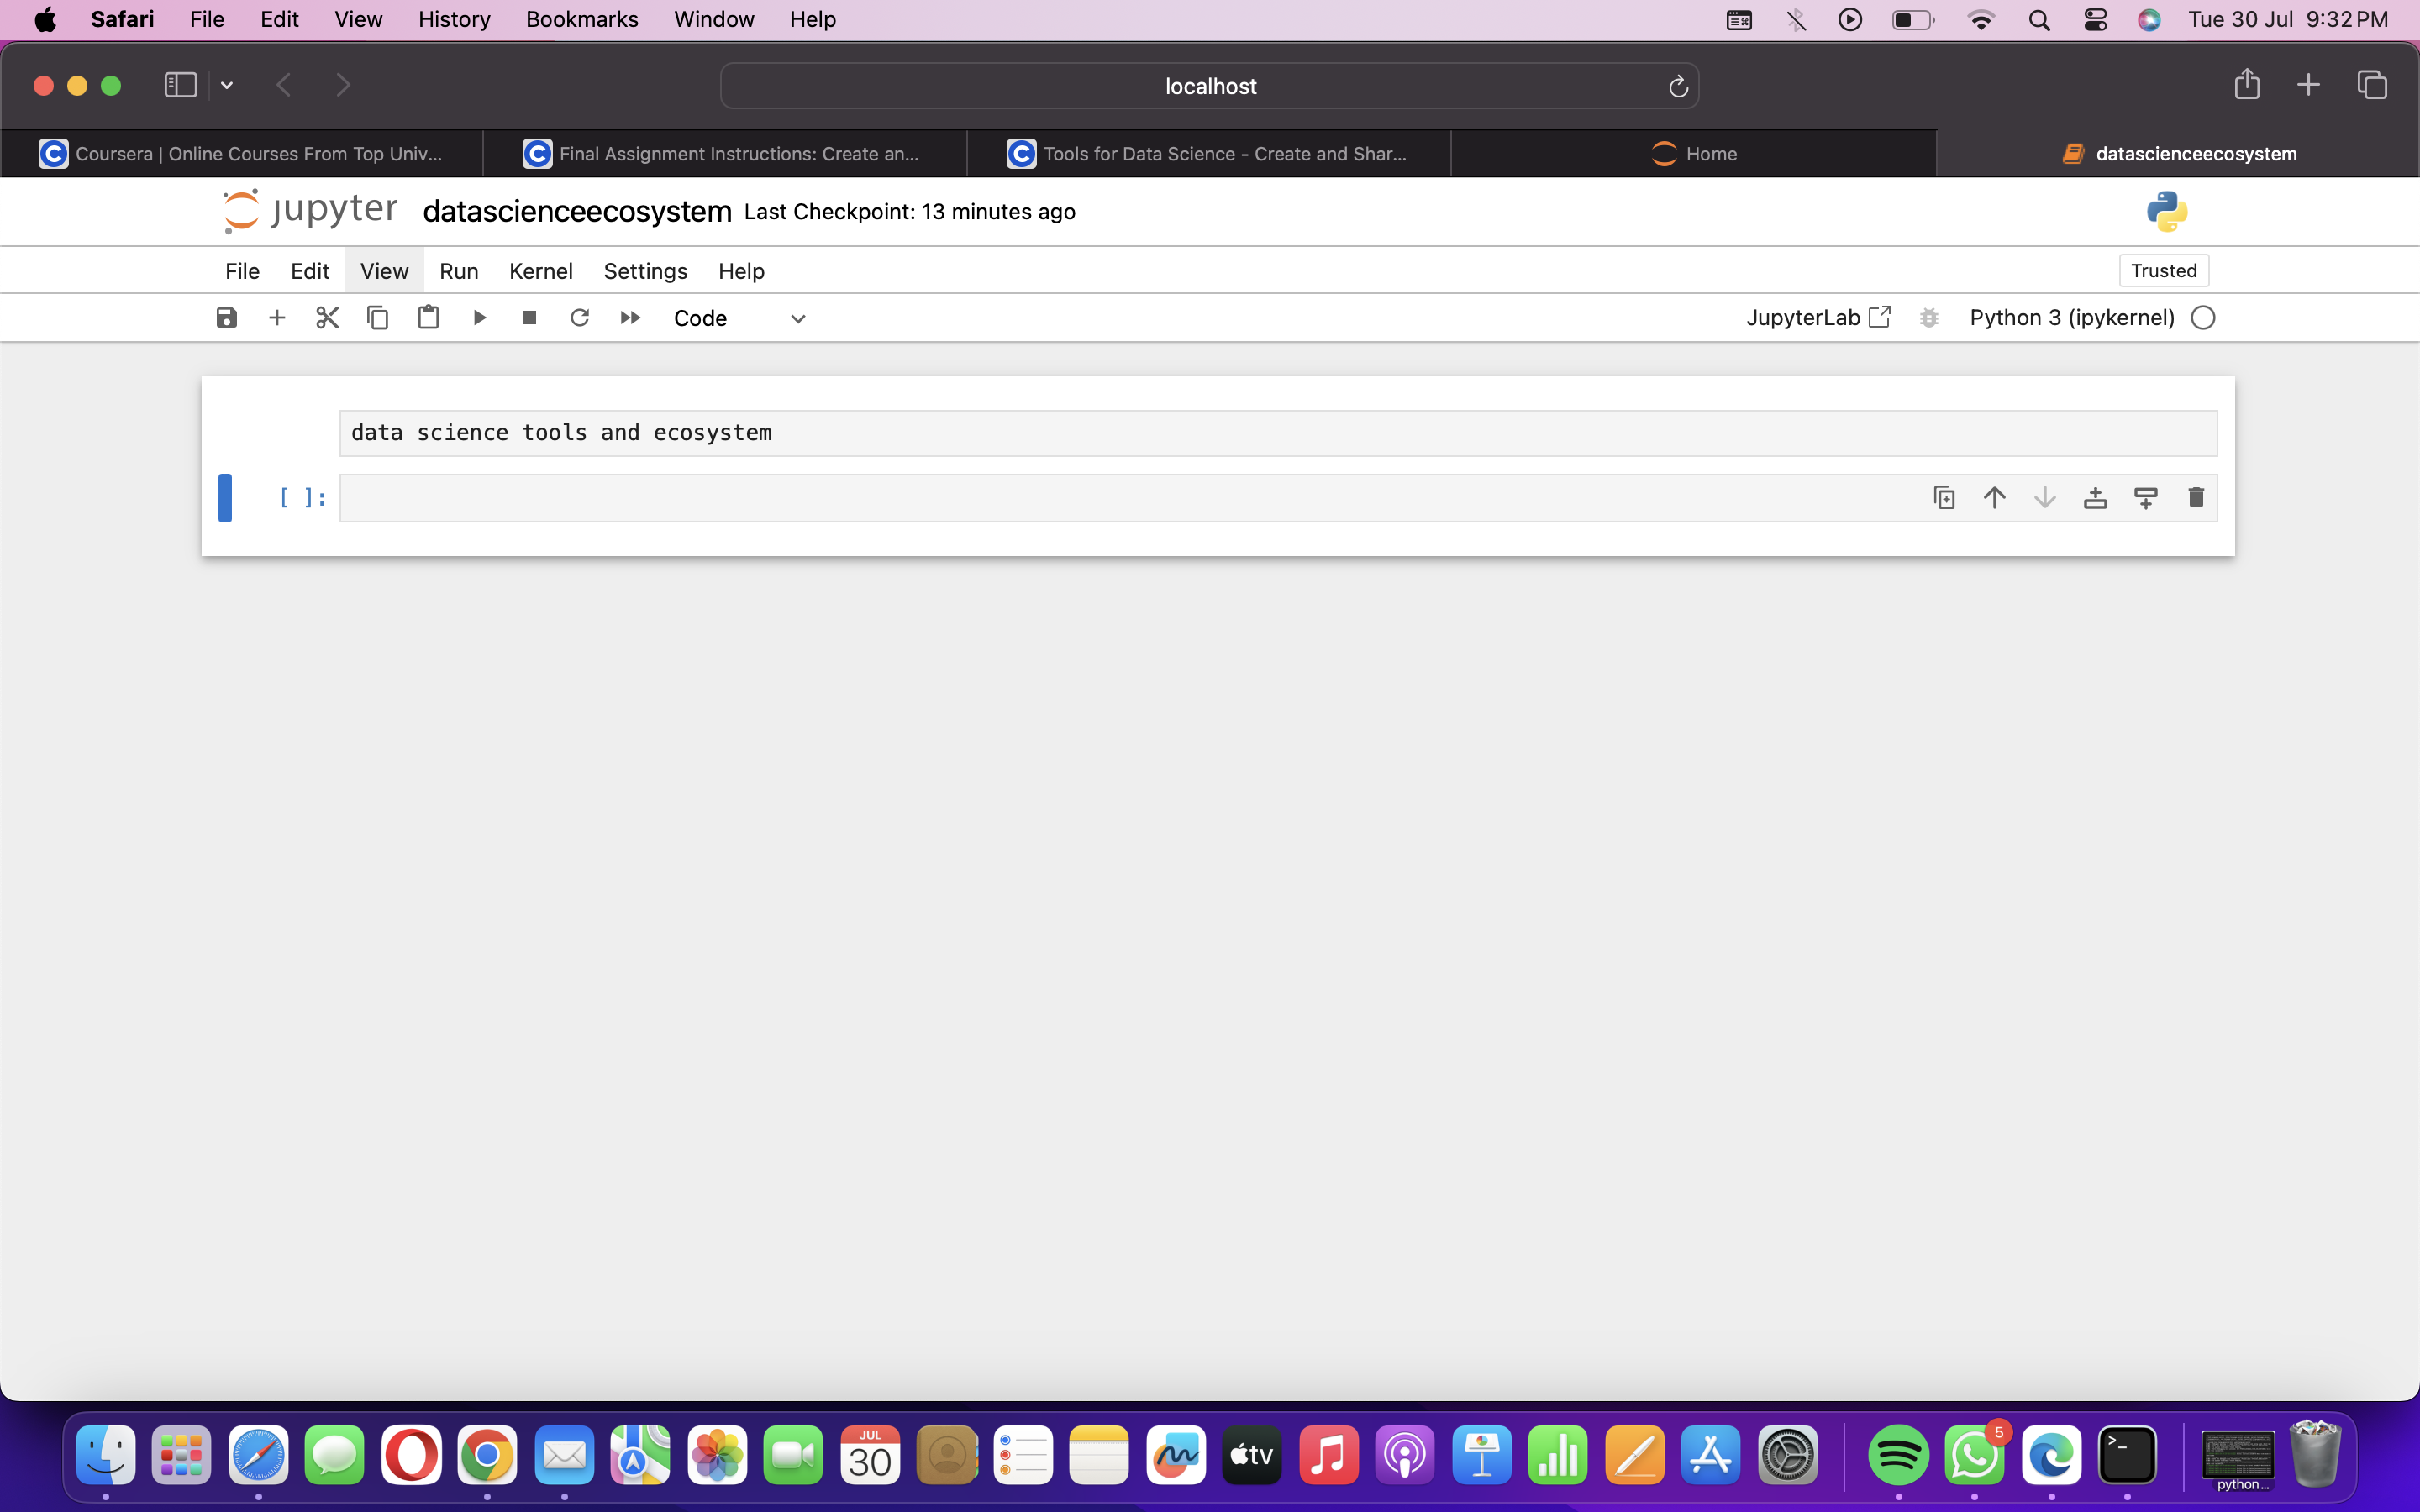 Safari File Edit View History Bookmarks Window Help Tue 30 Jul 9:32 PM
localhost
Coursera | Online Courses From Top Univ... Final Assignment Instructions: Create an... Tools for Data Science - Create and Shar... Home datascienceecosystem
jupyter datascienceecosystem Last Checkpoint: 13 minutes ago
File Edit View Run Kernel Settings Help Trusted
Code JupyterLab Python 3 (ipykernel)
data science tools and ecosystem
[ ]:
JUL
30
tv
5
>_
python...